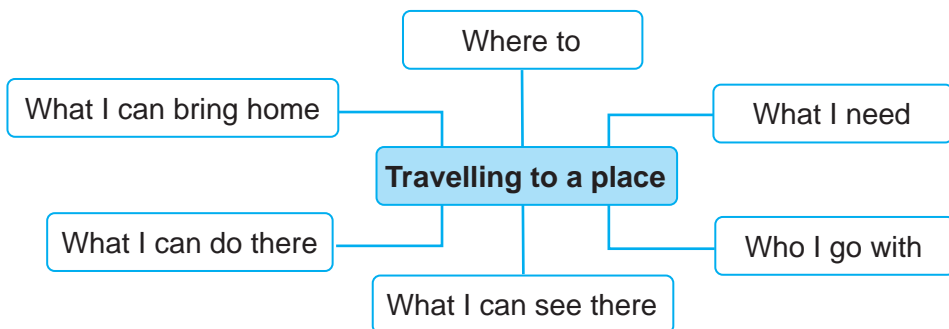 Where to
What I can bring home
What I need
Travelling to a place
What I can do there
Who I go with
What I can see there